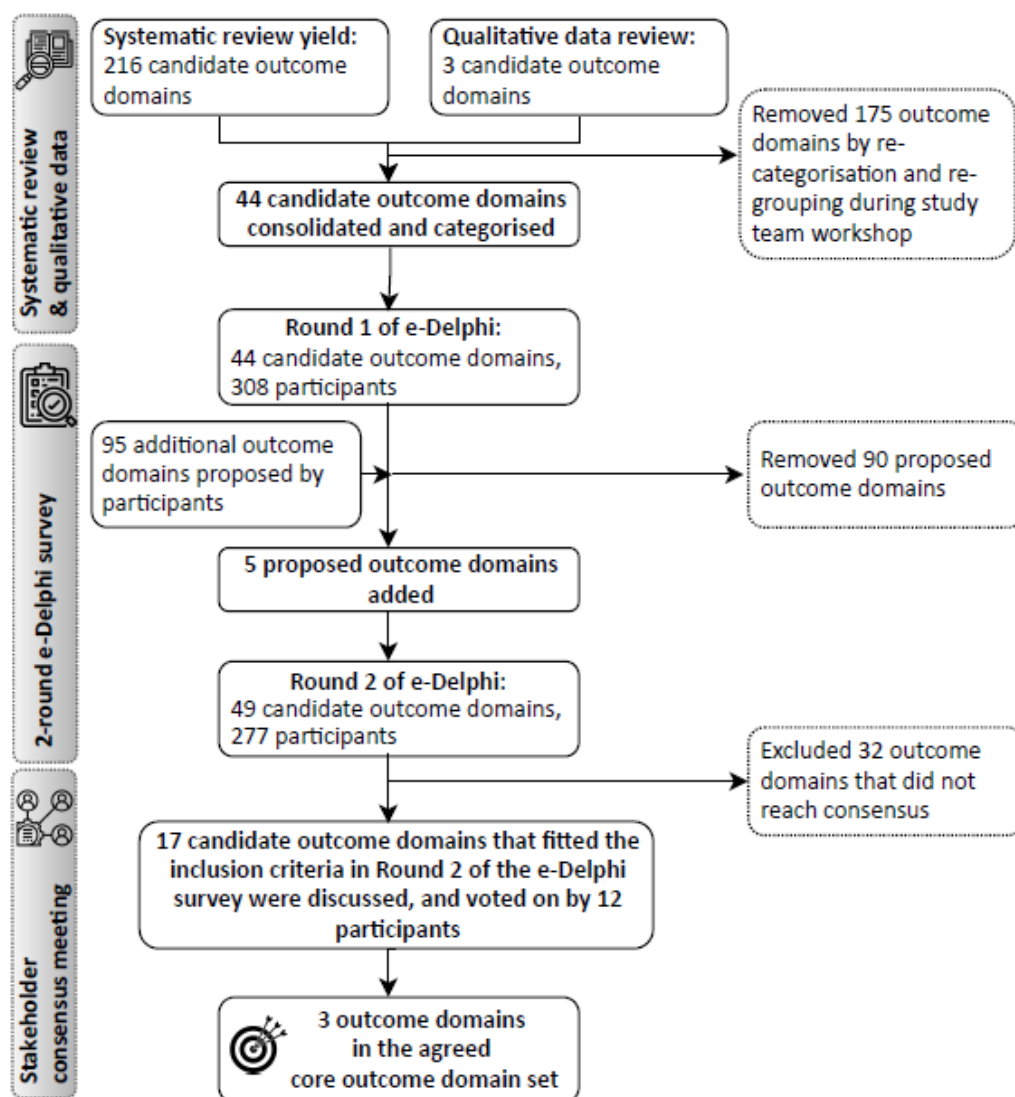 Systematic review yield:
216 candidate outcome
domains
Qualitative data review:
3 candidate outcome
domains
Removed 175 outcome
domains by re-
categorisation and re-
grouping during study
team workshop
44 candidate outcome domains
consolidated and categorised
Systematic review
& qualitative data
Round 1 of e-Delphi:
44 candidate outcome domains,
308 participants
95 additional outcome
domains proposed by
participants
Removed 90 proposed
outcome domains
5 proposed outcome domains
added
2-round e-Delphi survey
Round 2 of e-Delphi:
49 candidate outcome domains,
277 participants
Excluded 32 outcome
domains that did not
reach consensus
17 candidate outcome domains that fitted the
inclusion criteria in Round 2 of the e-Delphi
survey were discussed, and voted on by 12
participants
Stakeholder
consensus meeting
3 outcome domains
in the agreed
core outcome domain set